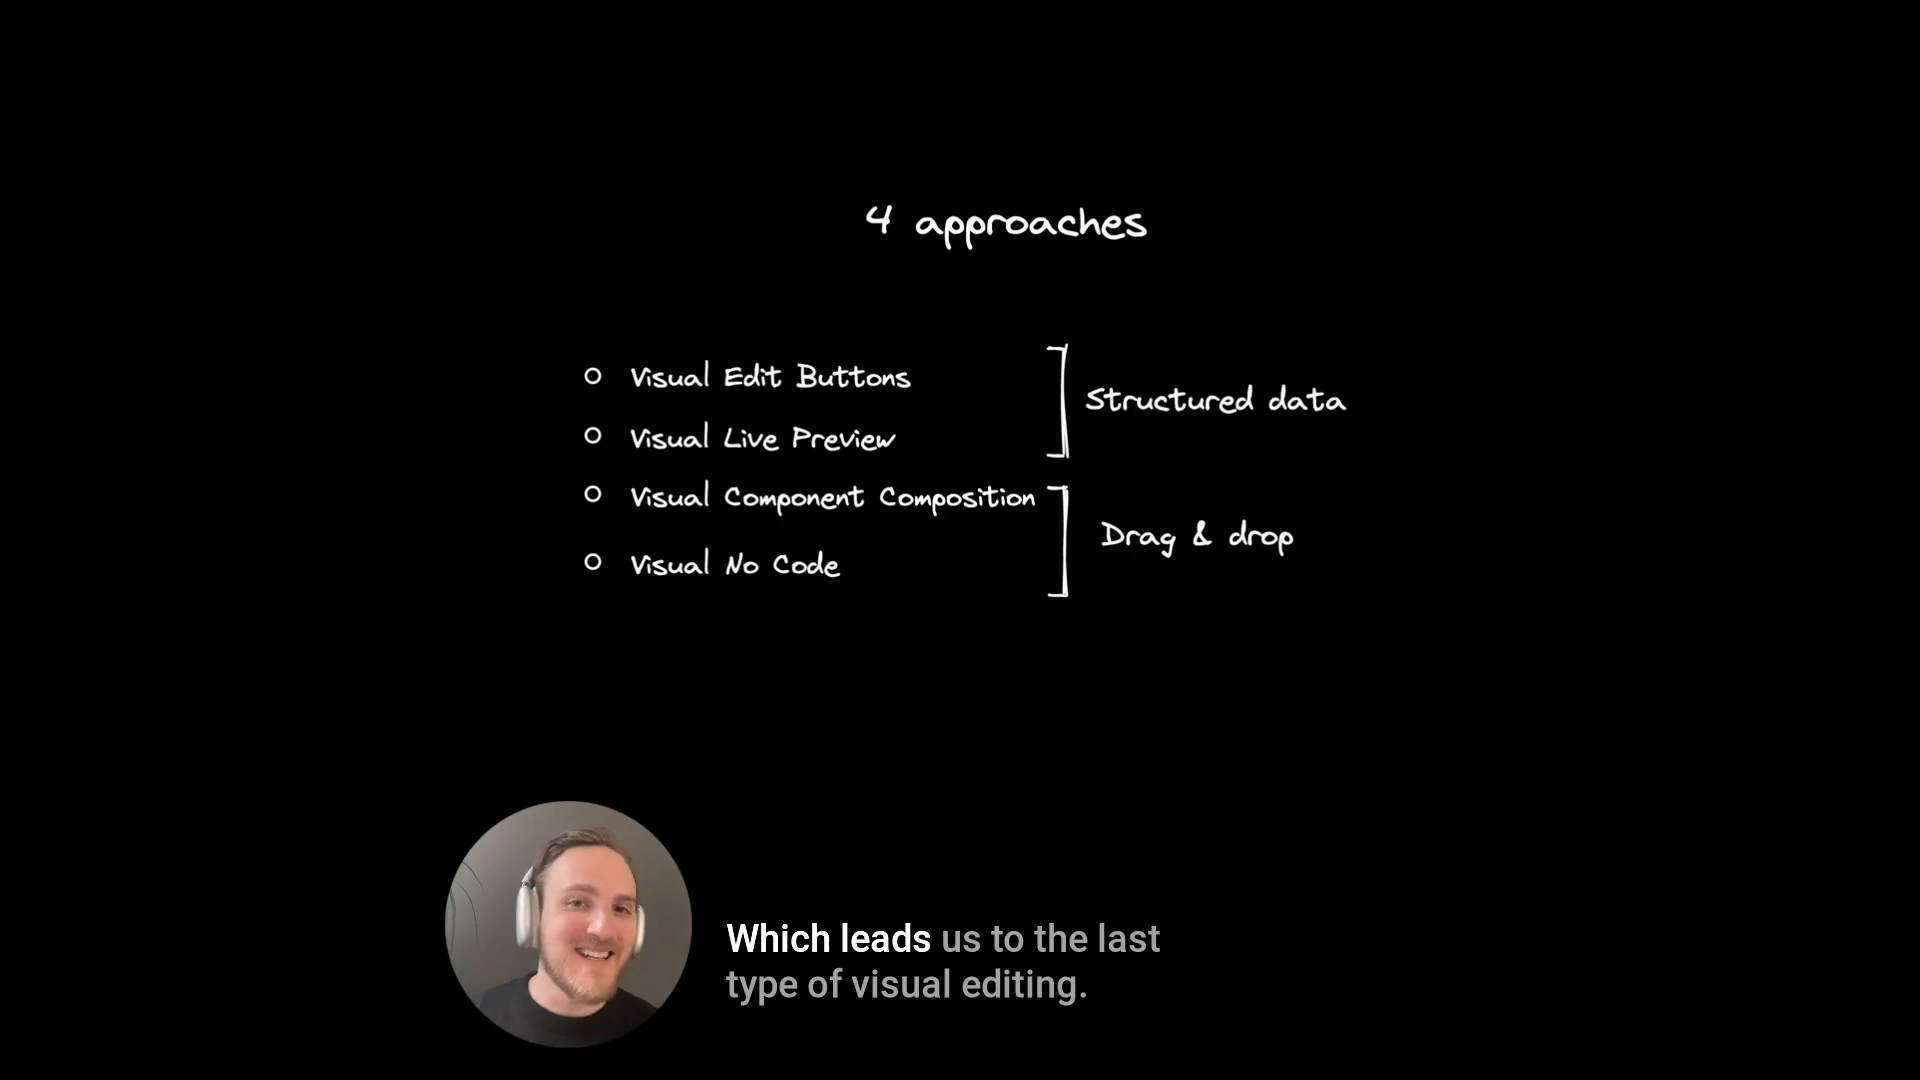 4 approaches
Visual Edit Buttons
Visual Live Preview
Structured data
Visual Component Composition
Visual No Code
Drag & drop
Which leads us to the last
type of visual editing.